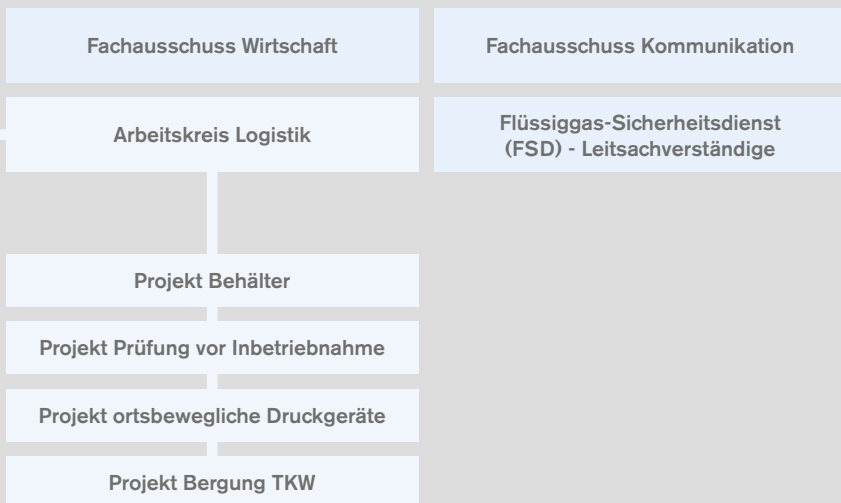 Fachausschuss Wirtschaft
Fachausschuss Kommunikation
Arbeitskreis Logistik
Flüssiggas-Sicherheitsdienst
(FSD) - Leitsachverständige
Projekt Behälter
Projekt Prüfung vor Inbetriebnahme
Projekt ortsbewegliche Druckgeräte
Projekt Bergung TKW